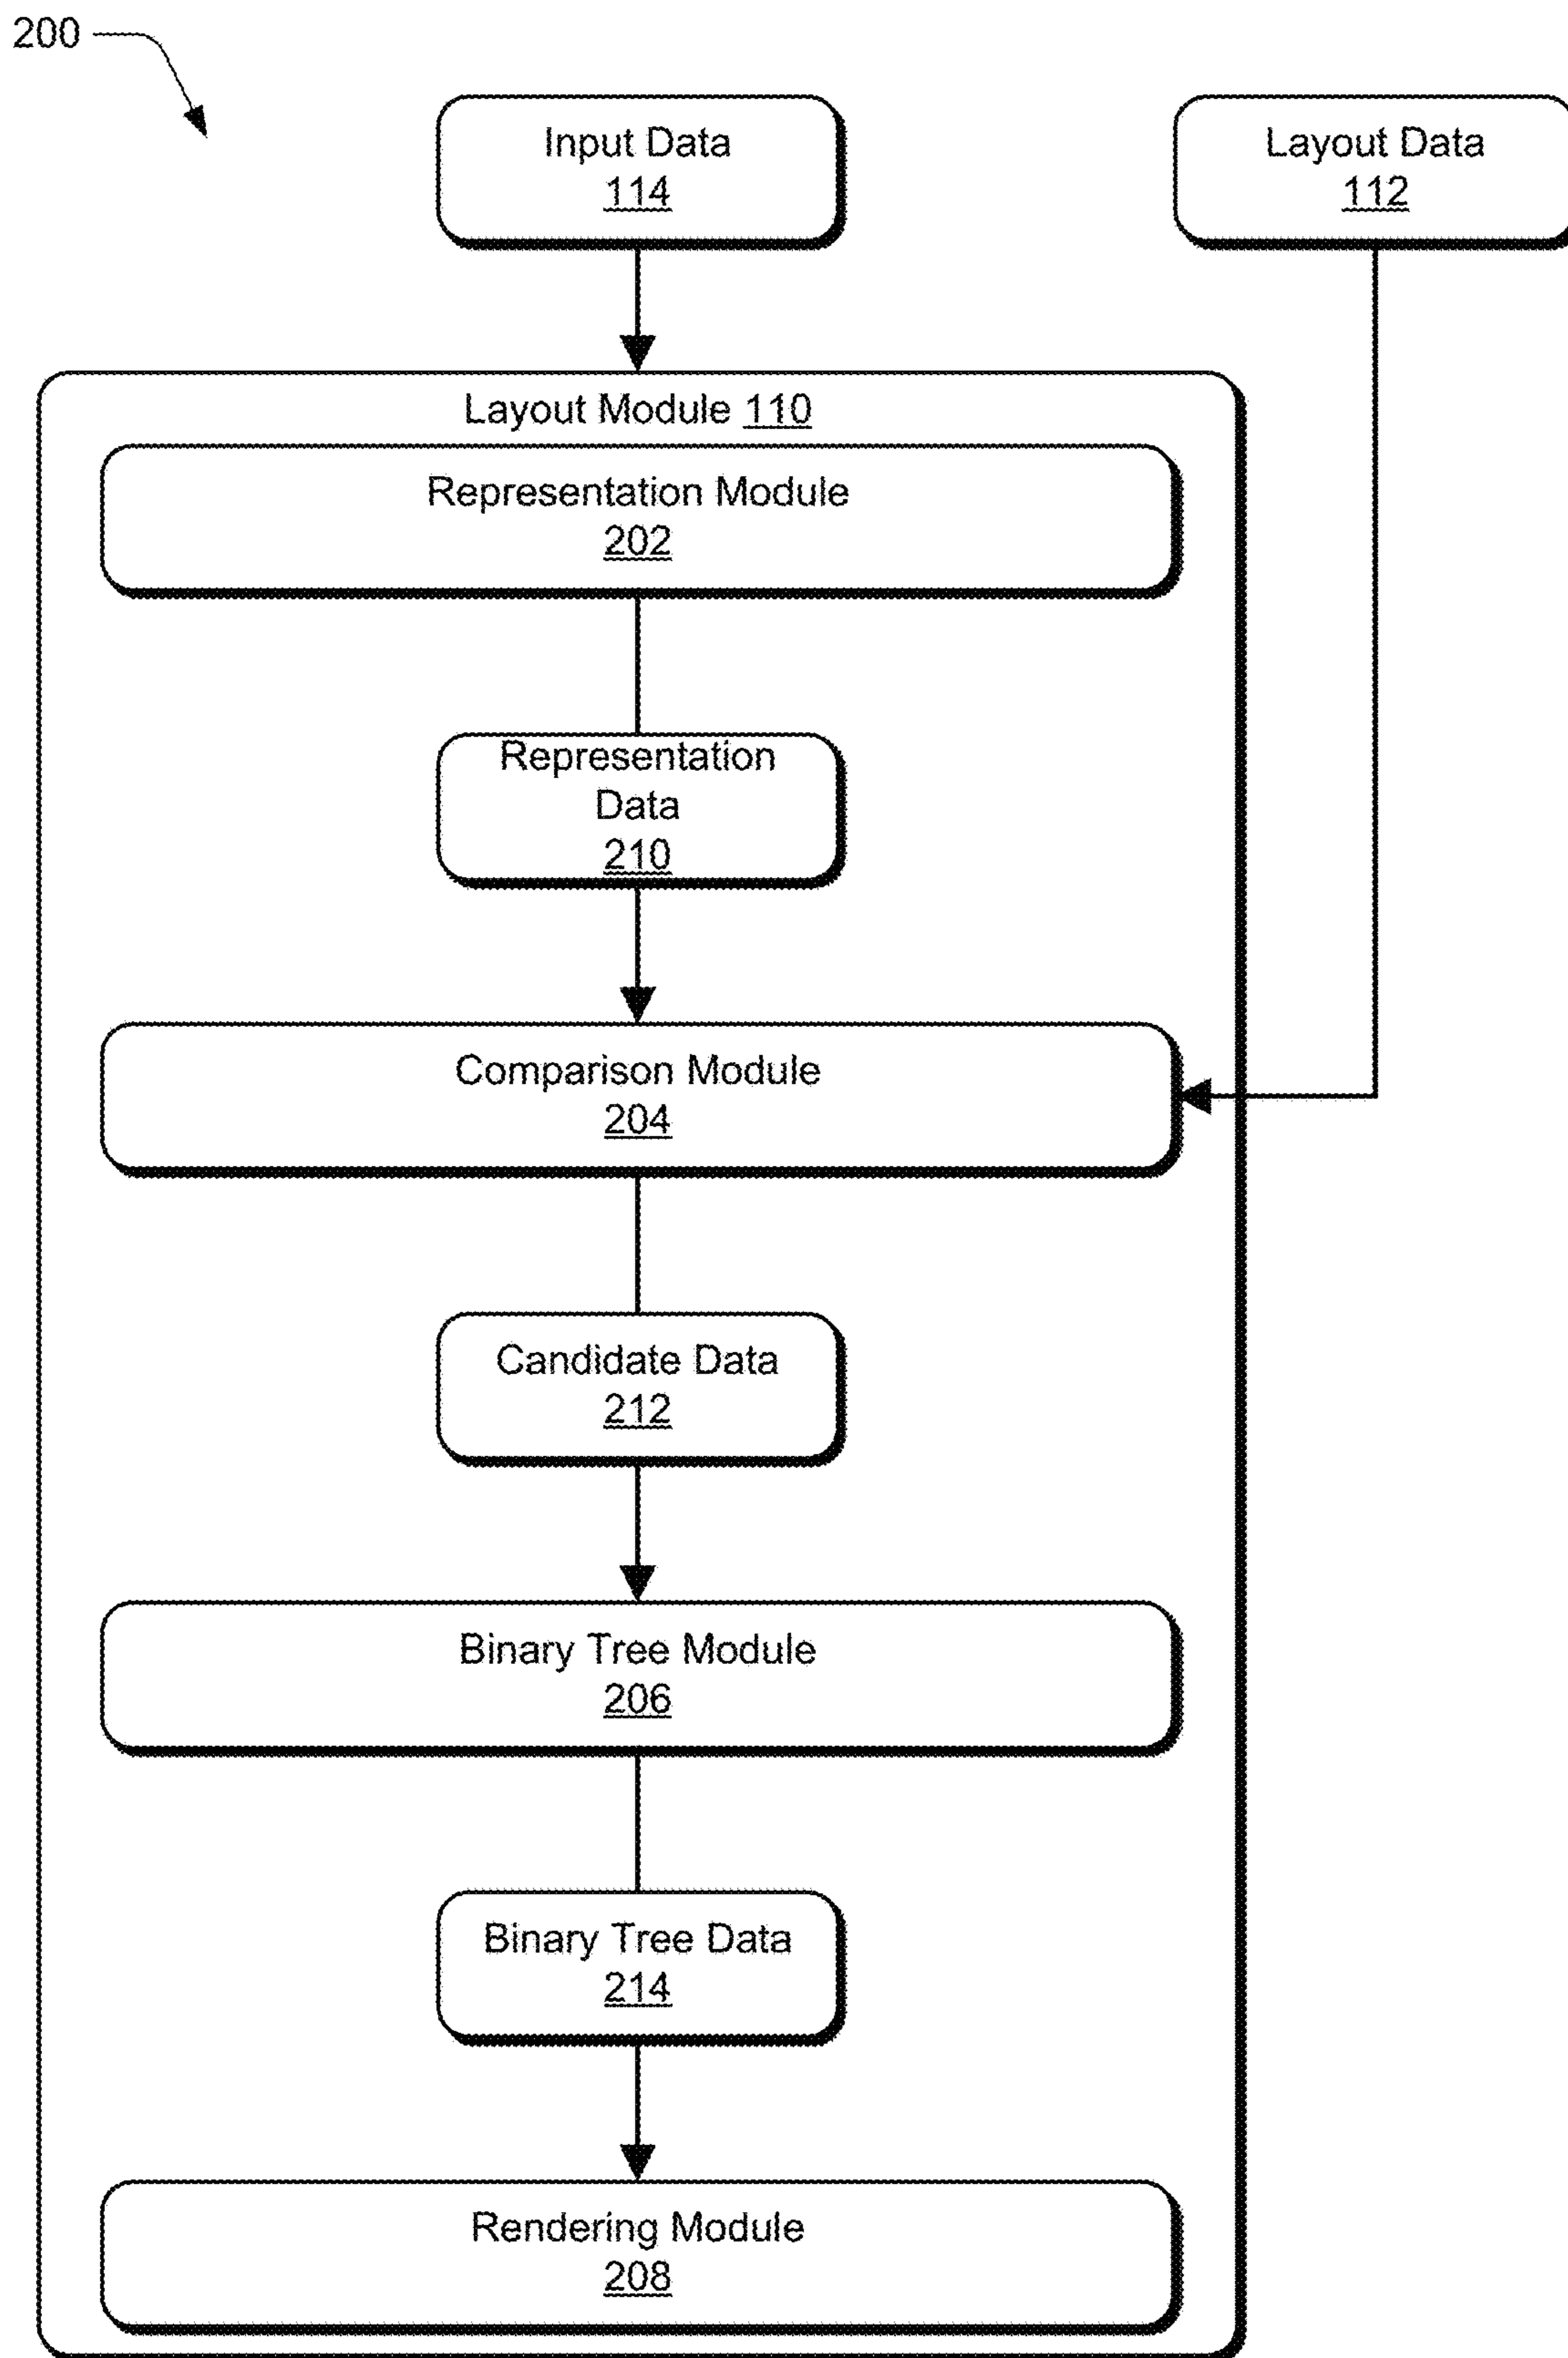 200
Input Data
114
Layout Data
112
Layout Module 110
Representation Module
202
Representation
Data
210
Comparison Module
204
Candidate Data
212
Binary Tree Module
206
Binary Tree Data
214
Rendering Module
208